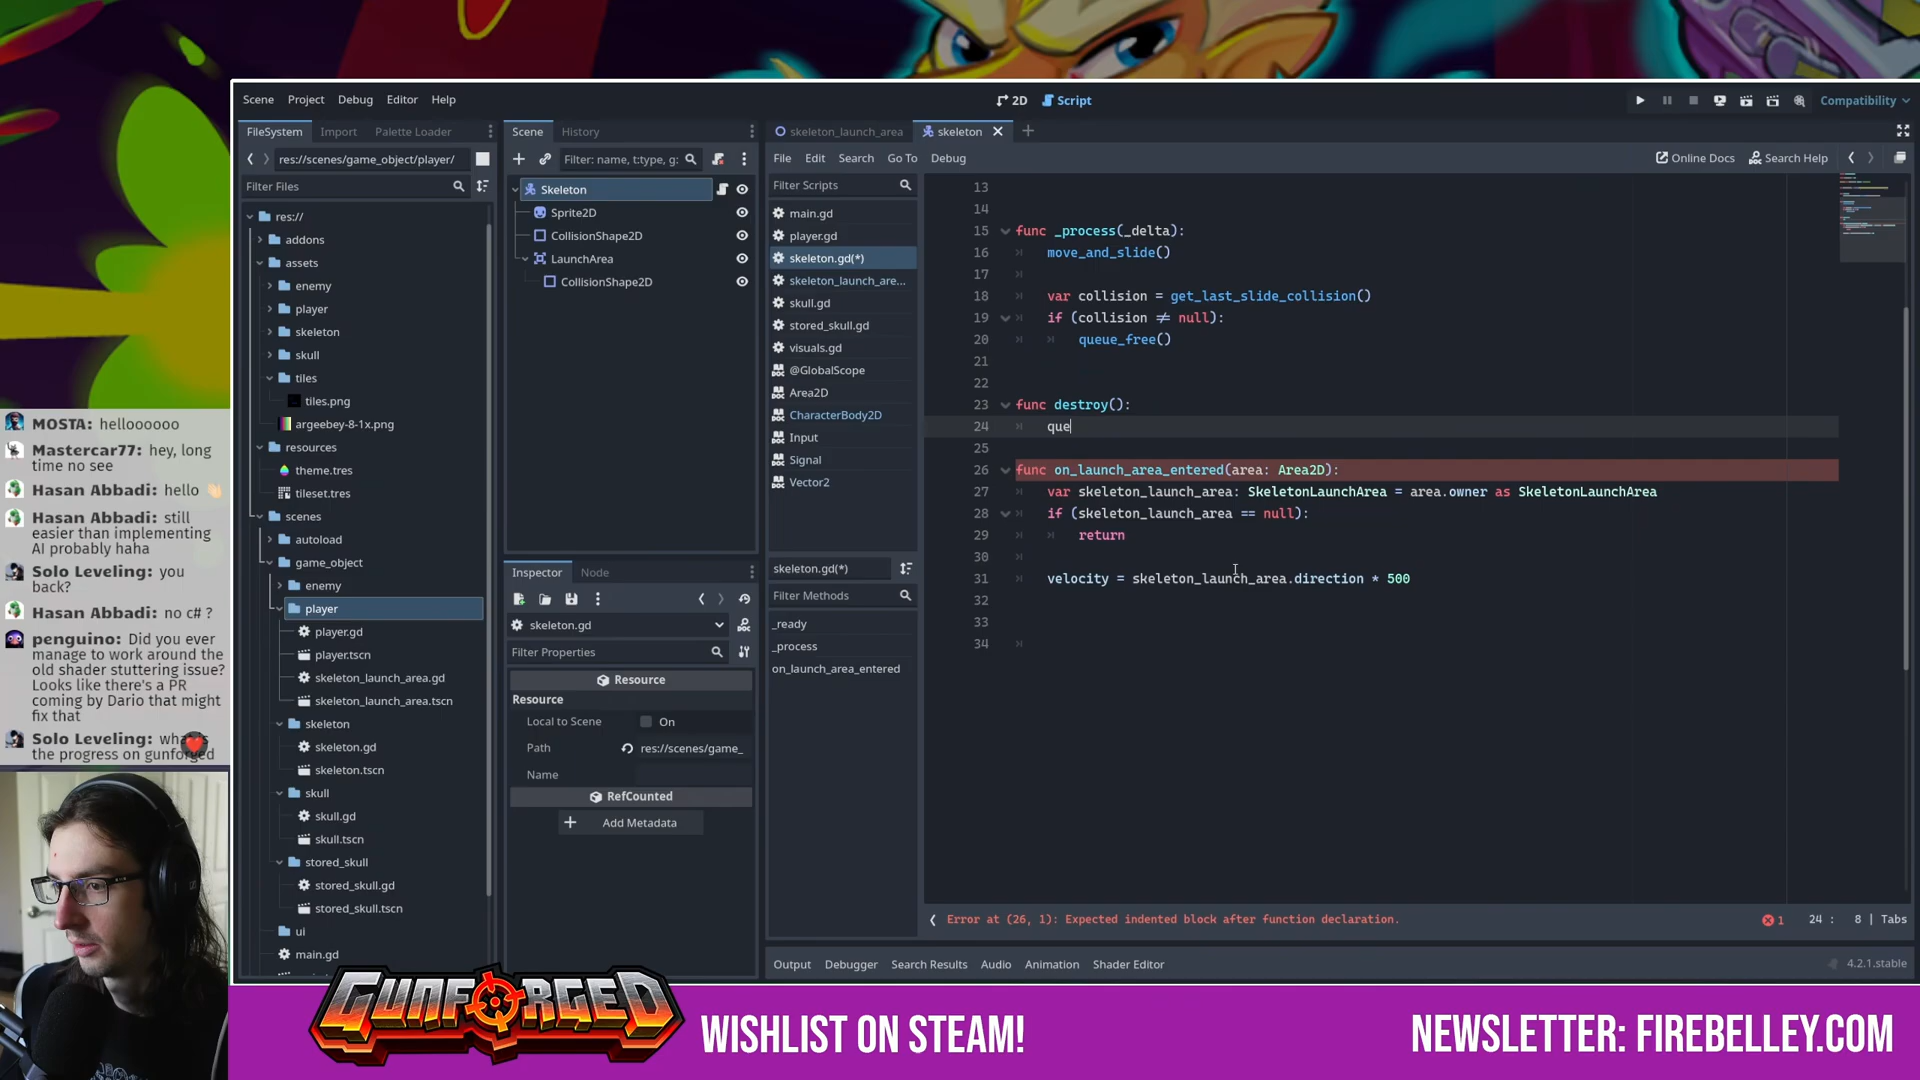 Scene Project Debug Editor Help
2D Script
Compatibility
FileSystem Import Palette Loader
res://scenes/game_object/player/
Filter Files
res://
addons
assets
enemy
player
skeleton
skull
tiles
tiles.png
argeebey-8-1x.png
resources
theme.tres
tileset.tres
scenes
autoload
game_object
enemy
player
player.gd
player.tscn
skeleton_launch_area.gd
skeleton_launch_area.tscn
skeleton
skeleton.gd
skeleton.tscn
skull
skull.gd
skull.tscn
stored_skull
stored_skull.gd
stored_skull.tscn
ui
main.gd
Scene History
Filter: name, t:type, g:
Skeleton
Sprite2D
CollisionShape2D
LaunchArea
CollisionShape2D
Inspector Node
skeleton.gd
Filter Properties
Resource
Resource
Local to Scene On
Path res://scenes/game_
Name
RefCounted
Add Metadata
skeleton_launch_area skeleton
File Edit Search Go To Debug
Online Docs Search Help
Filter Scripts
main.gd
player.gd
skeleton.gd(*)
skeleton_launch_are...
skull.gd
stored_skull.gd
visuals.gd
@GlobalScope
Area2D
CharacterBody2D
Input
Signal
Vector2
skeleton.gd(*)
Filter Methods
_ready
_process
on_launch_area_entered
13
14
15 func _process(_delta):
16 move_and_slide()
17
18 var collision = get_last_slide_collision()
19 if (collision ≠ null):
20 queue_free()
21
22
23 func destroy():
24 que
25
26 func on_launch_area_entered(area: Area2D):
27 var skeleton_launch_area: SkeletonLaunchArea = area.owner as SkeletonLaunchArea
28 if (skeleton_launch_area == null):
29 return
30
31 velocity = skeleton_launch_area.direction * 500
32
33
34
Error at (26, 1): Expected indented block after function declaration.
1 24 : 8 | Tabs
Output Debugger Search Results Audio Animation Shader Editor
4.2.1.stable
MOSTA: helloooooo
Mastercar77: hey, long
time no see
Hasan Abbadi: hello
Hasan Abbadi: still
easier than implementing
AI probably haha
Solo Leveling: you
back?
Hasan Abbadi: no c# ?
penguino: Did you ever
manage to work around the
old shader stuttering issue?
Looks like there's a PR
coming by Dario that might
fix that
Solo Leveling:
the progress on gunforged
GUNFORGED
WISHLIST ON STEAM!
NEWSLETTER: FIREBELLEY.COM